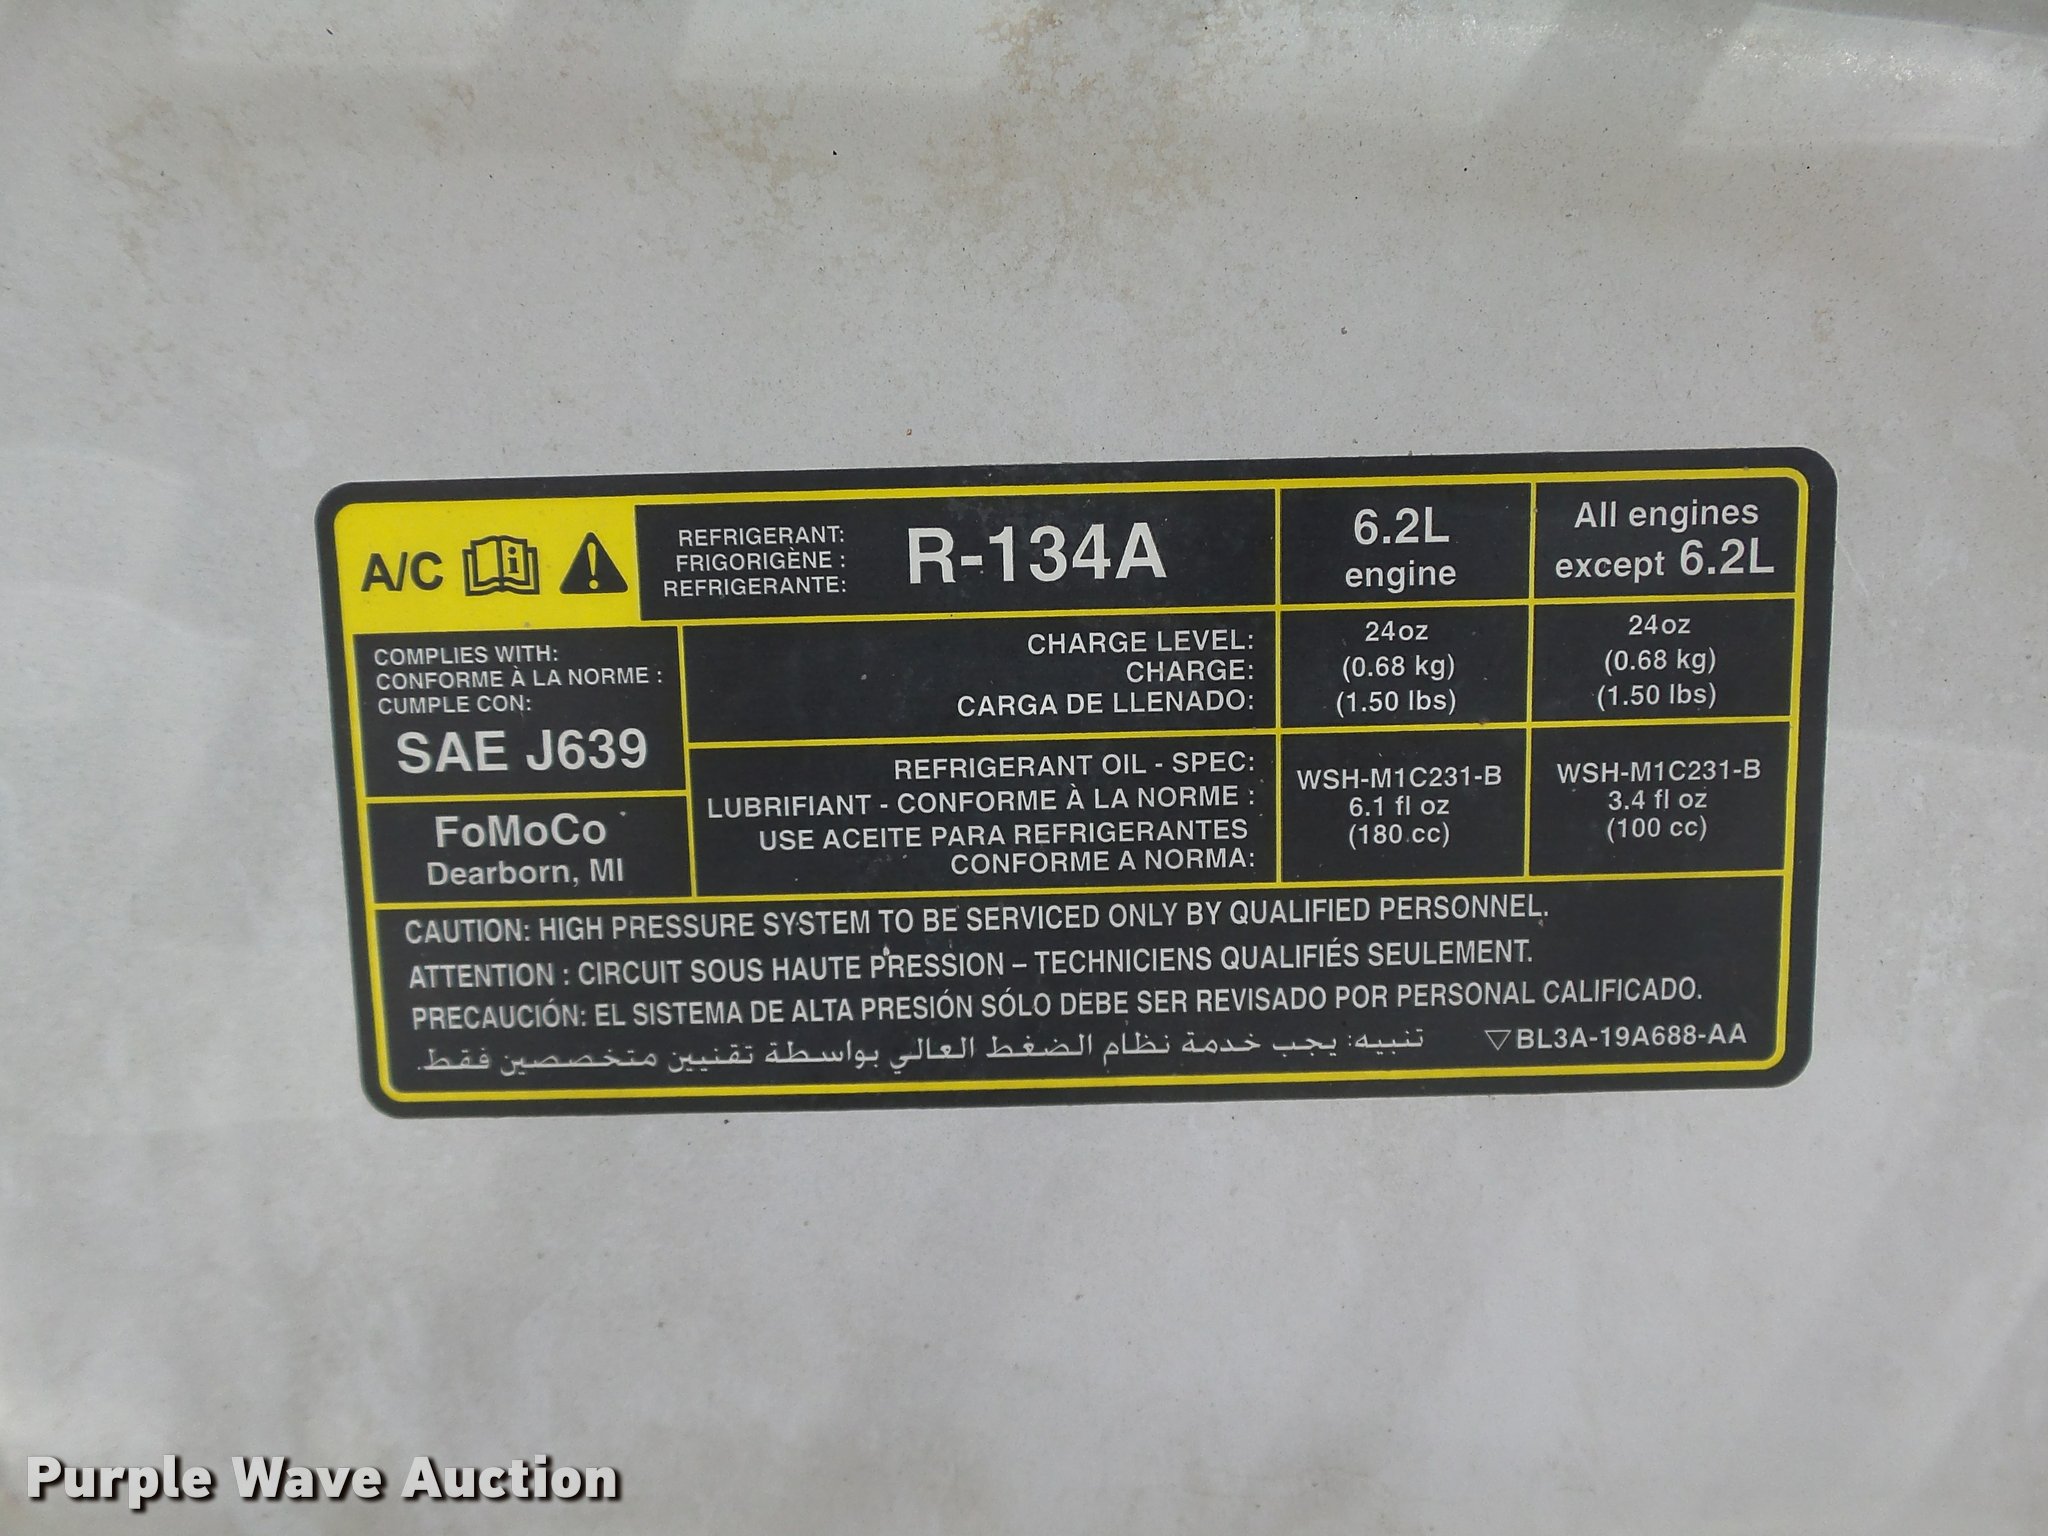 A/C
REFRIGERANT:
FRIGORIGÈNE :
REFRIGERANTE:
R-134A
6.2L
engine
All engines
except 6.2L
COMPLIES WITH:
CONFORME À LA NORME :
CUMPLE CON:
SAE J639
CHARGE LEVEL:
CHARGE:
CARGA DE LLENADO:
24oz
(0.68 kg)
(1.50 lbs)
24oz
(0.68 kg)
(1.50 lbs)
FoMoCo
Dearborn, MI
REFRIGERANT OIL - SPEC:
LUBRIFIANT - CONFORME À LA NORME :
USE ACEITE PARA REFRIGERANTES
CONFORME A NORMA:
WSH-M1C231-B
6.1 fl oz
(180 cc)
WSH-M1C231-B
3.4 fl oz
(100 cc)
CAUTION: HIGH PRESSURE SYSTEM TO BE SERVICED ONLY BY QUALIFIED PERSONNEL.
ATTENTION : CIRCUIT SOUS HAUTE PRESSION – TECHNICIENS QUALIFIÉS SEULEMENT.
PRECAUCIÓN: EL SISTEMA DE ALTA PRESIÓN SÓLO DEBE SER REVISADO POR PERSONAL CALIFICADO.
تنبيه: يجب خدمة نظام الضغط العالي بواسطة تقنيين متخصصين فقط.
BL3A-19A688-AA
Purple Wave Auction